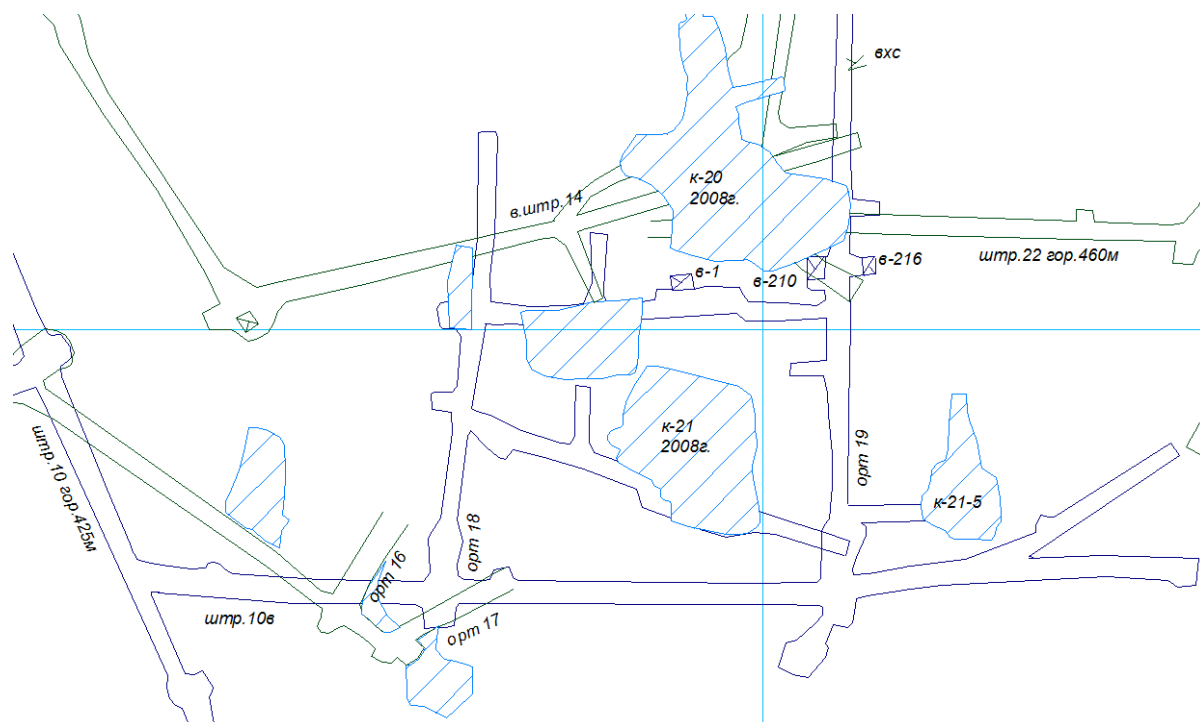 вхс
к-20
2008г.
в.штр.14
в-216
штр.22 гор.460м
в-1
в-210
к-21
2008г.
штр.10 гор.425м
орт 19
к-21-5
орт 18
орт 16
штр.10в
орт 17